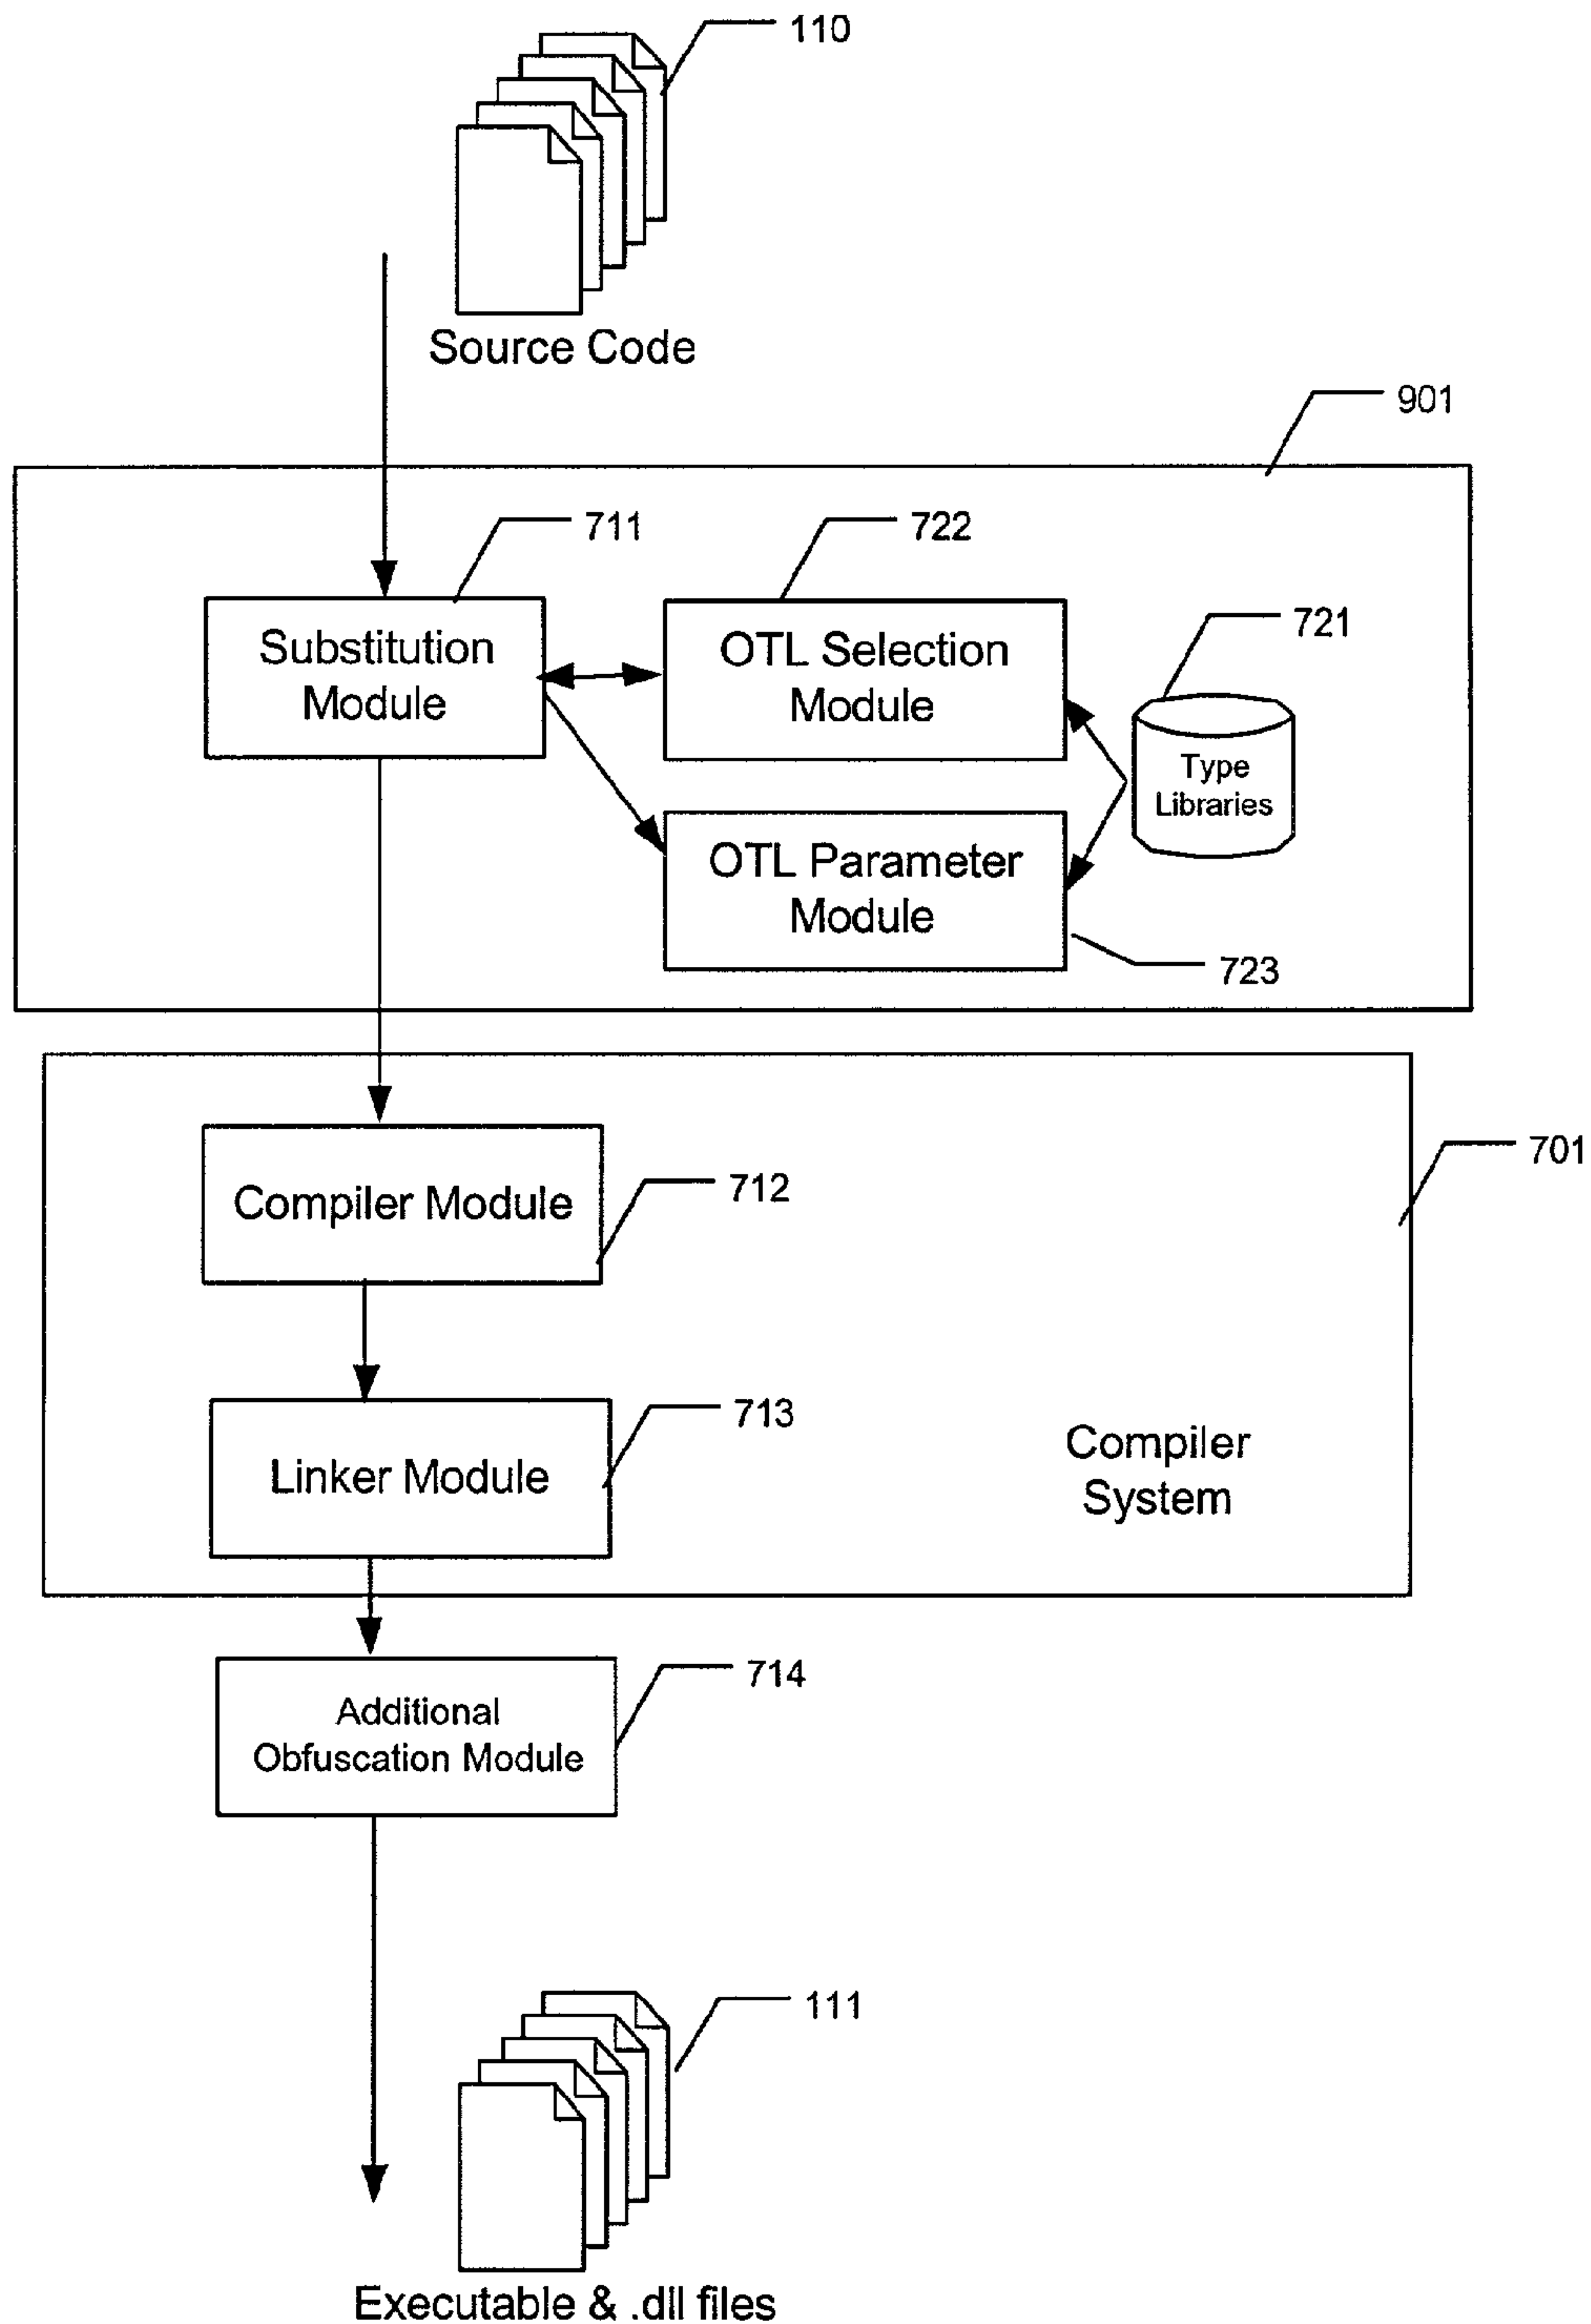 110
Source Code
901
711
722
Substitution
Module
OTL Selection
Module
721
Type
Libraries
OTL Parameter
Module
723
701
Compiler Module
712
Linker Module
713
Compiler
System
714
Additional
Obfuscation Module
111
Executable & .dll files